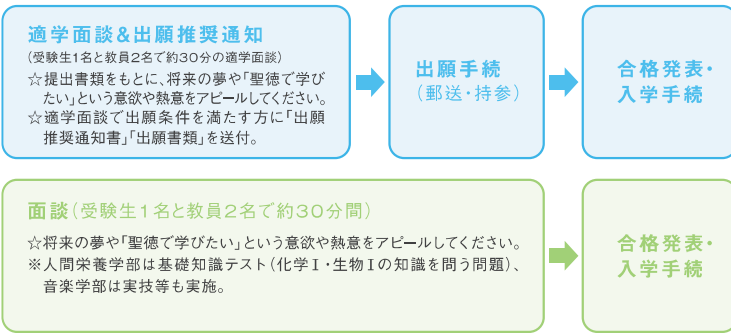 適学面談&出願推奨通知
(受験生1名と教員2名で約30分の適学面談)
☆提出書類をもとに、将来の夢や「聖徳で学び
たい」という意欲や熱意をアピールしてください。
☆適学面談で出願条件を満たす方に「出願
推奨通知書」「出願書類」を送付。
出願手続
(郵送・持参)
合格発表・
入学手続
面談(受験生1名と教員2名で約30分間)
☆将来の夢や「聖徳で学びたい」という意欲や熱意をアピールしてください。
※人間栄養学部は基礎知識テスト(化学Ⅰ・生物Ⅰの知識を問う問題)、
音楽学部は実技等も実施。
合格発表・
入学手続